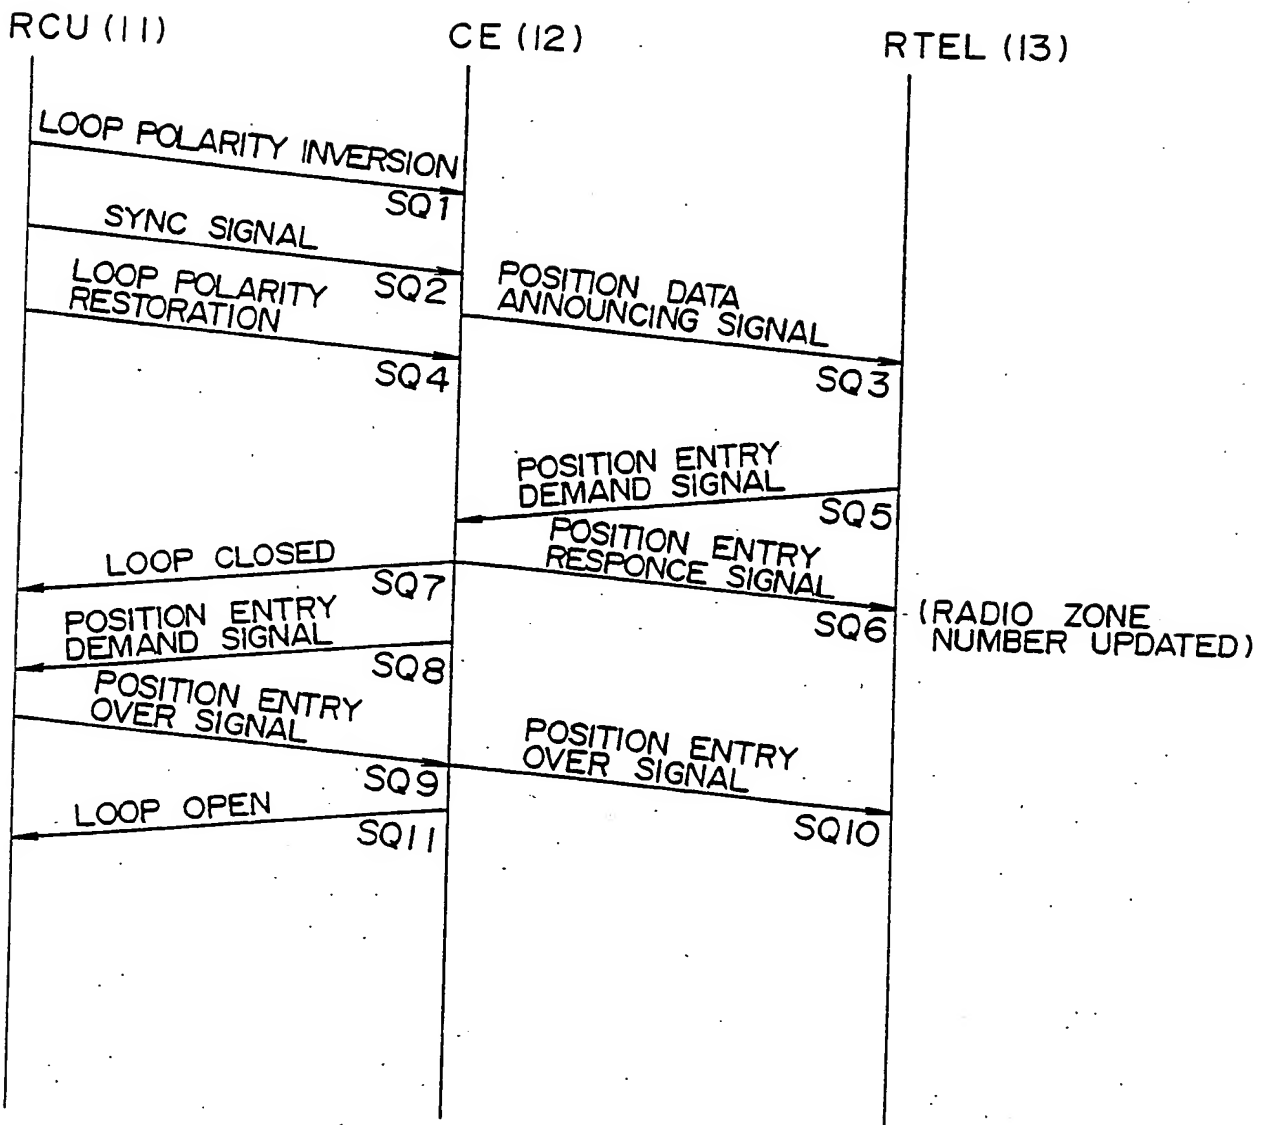 RCU (11)
CE (12)
RTEL (13)
LOOP POLARITY INVERSION
SQ1
SYNC SIGNAL
SQ2
LOOP POLARITY
RESTORATION
SQ4
POSITION DATA
ANNOUNCING SIGNAL
SQ3
POSITION ENTRY
DEMAND SIGNAL
SQ5
LOOP CLOSED
SQ7
POSITION ENTRY
RESPONCE SIGNAL
SQ6
(RADIO ZONE
NUMBER UPDATED)
POSITION ENTRY
DEMAND SIGNAL
SQ8
POSITION ENTRY
OVER SIGNAL
SQ9
POSITION ENTRY
OVER SIGNAL
SQ10
LOOP OPEN
SQ11